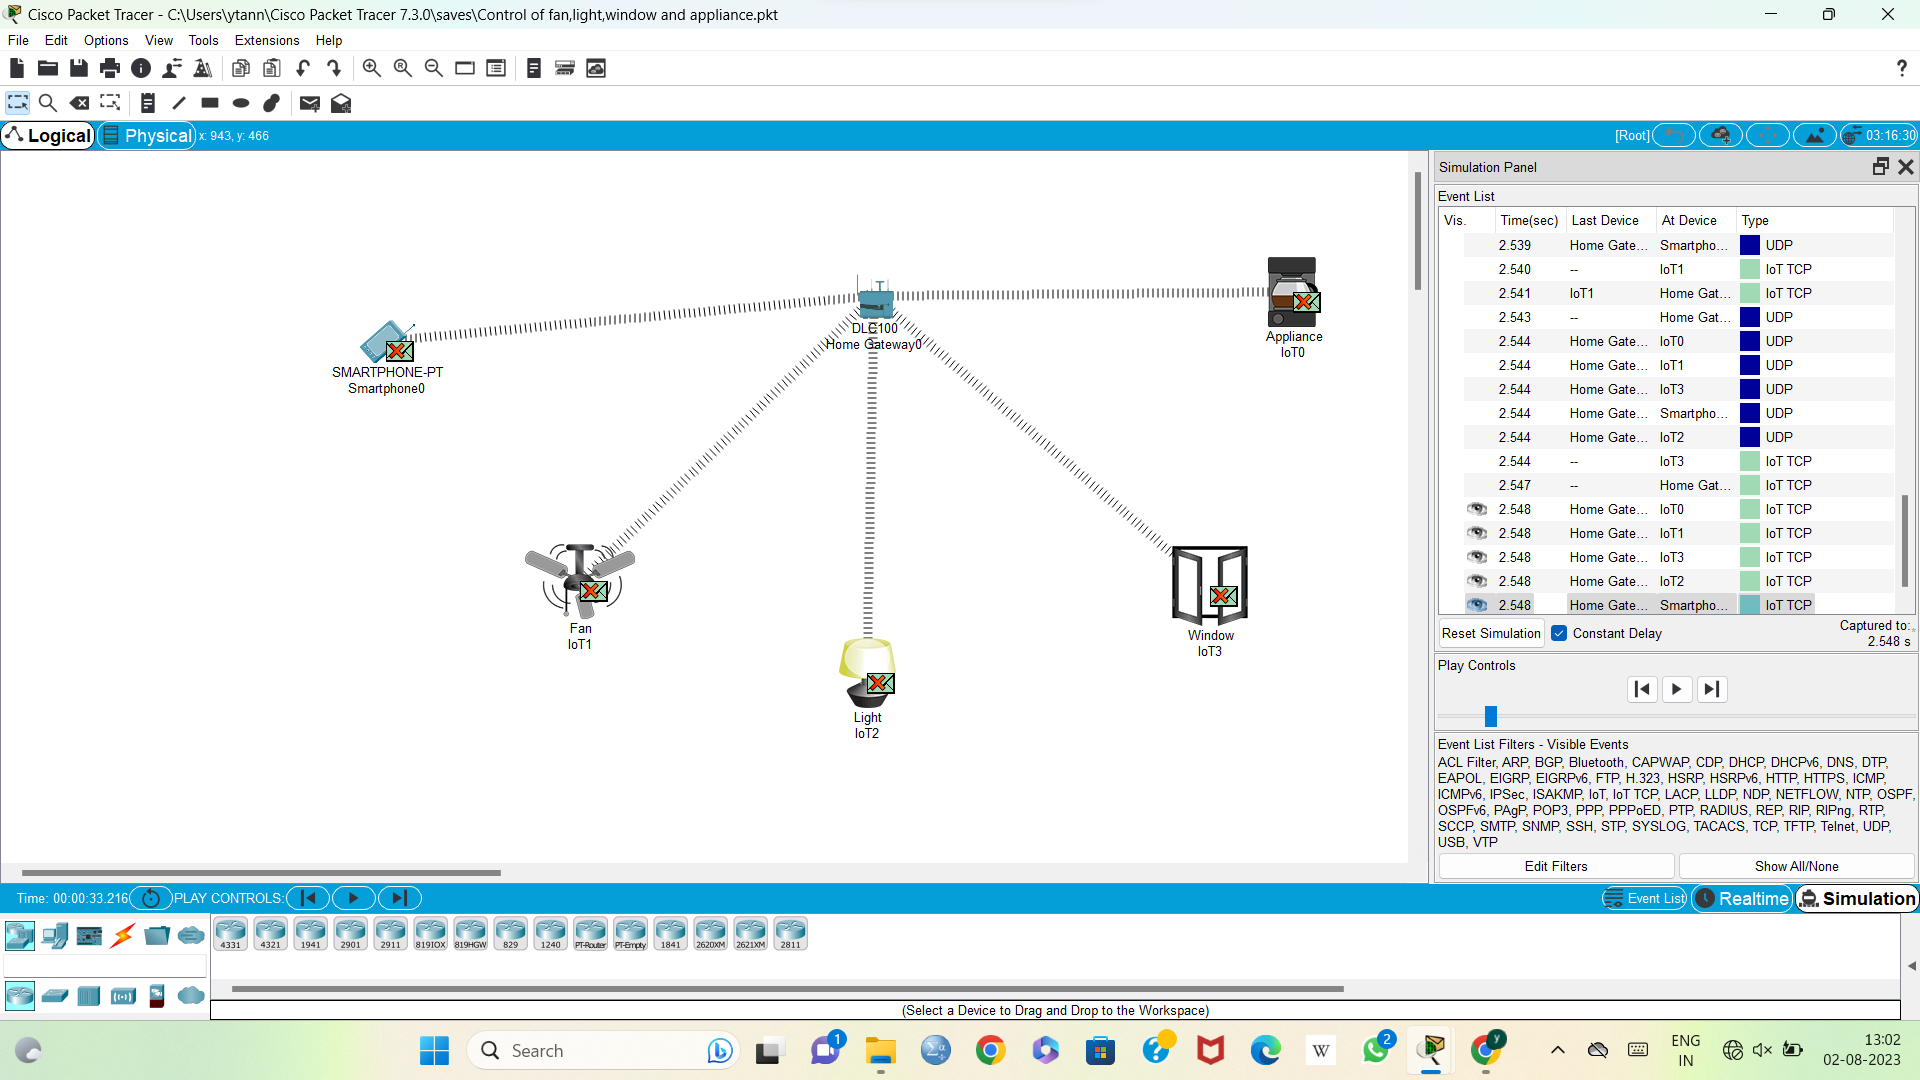 Cisco Packet Tracer - C:\Users\ytann\Cisco Packet Tracer 7.3.0\saves\Control of fan,light,window and appliance.pkt
File Edit Options View Tools Extensions Help
?
Logical Physical x: 943, y: 466 [Root] 03:16:30
Simulation Panel
Event List
Vis. Time(sec) Last Device At Device Type
2.539 Home Gate... Smartpho... UDP
2.540 -- IoT1 IoT TCP
2.541 IoT1 Home Gat... IoT TCP
2.543 -- Home Gat... UDP
2.544 Home Gate... IoT0 UDP
2.544 Home Gate... IoT1 UDP
2.544 Home Gate... IoT3 UDP
2.544 Home Gate... Smartpho... UDP
2.544 Home Gate... IoT2 UDP
2.544 -- IoT3 IoT TCP
2.547 -- Home Gat... IoT TCP
2.548 Home Gate... IoT0 IoT TCP
2.548 Home Gate... IoT1 IoT TCP
2.548 Home Gate... IoT3 IoT TCP
2.548 Home Gate... IoT2 IoT TCP
2.548 Home Gate... Smartpho... IoT TCP
Reset Simulation Constant Delay Captured to:
2.548 s
Play Controls
Event List Filters - Visible Events
ACL Filter, ARP, BGP, Bluetooth, CAPWAP, CDP, DHCP, DHCPv6, DNS, DTP,
EAPOL, EIGRP, EIGRPv6, FTP, H.323, HSRP, HSRPv6, HTTP, HTTPS, ICMP,
ICMPv6, IPSec, ISAKMP, IoT, IoT TCP, LACP, LLDP, NDP, NETFLOW, NTP, OSPF,
OSPFv6, PAgP, POP3, PPP, PPPoED, PTP, RADIUS, REP, RIP, RIPng, RTP,
SCCP, SMTP, SNMP, SSH, STP, SYSLOG, TACACS, TCP, TFTP, Telnet, UDP,
USB, VTP
Edit Filters Show All/None
DLC100
Home Gateway0
Appliance
IoT0
SMARTPHONE-PT
Smartphone0
Fan
IoT1
Window
IoT3
Light
IoT2
Time: 00:00:33.216 PLAY CONTROLS: Event List Realtime Simulation
4331 4321 1941 2901 2911 819IOX 819HGW 829 1240 PT-Router PT-Empty 1841 2620XM 2621XM 2811
(Select a Device to Drag and Drop to the Workspace)
Search 1 W 2 y ENG 13:02
IN 02-08-2023